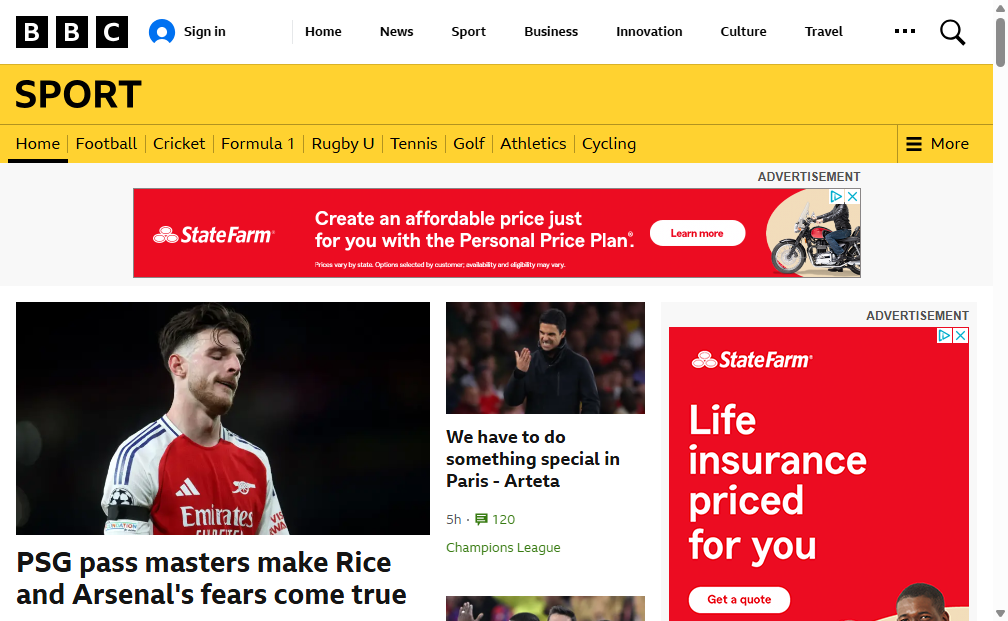 BBC
Sign in
Home
News
Sport
Business
Innovation
Culture
Travel
SPORT
Home
Football
Cricket
Formula 1
Rugby U
Tennis
Golf
Athletics
Cycling
More
ADVERTISEMENT
StateFarm®
Create an affordable price just
for you with the Personal Price Plan®.
Prices vary by state. Options selected by customer; availability and eligibility may vary.
Learn more
Emirates
PSG pass masters make Rice
and Arsenal's fears come true
We have to do
something special in
Paris - Arteta
5h · 120
Champions League
ADVERTISEMENT
StateFarm®
Life
insurance
priced
for you
Get a quote